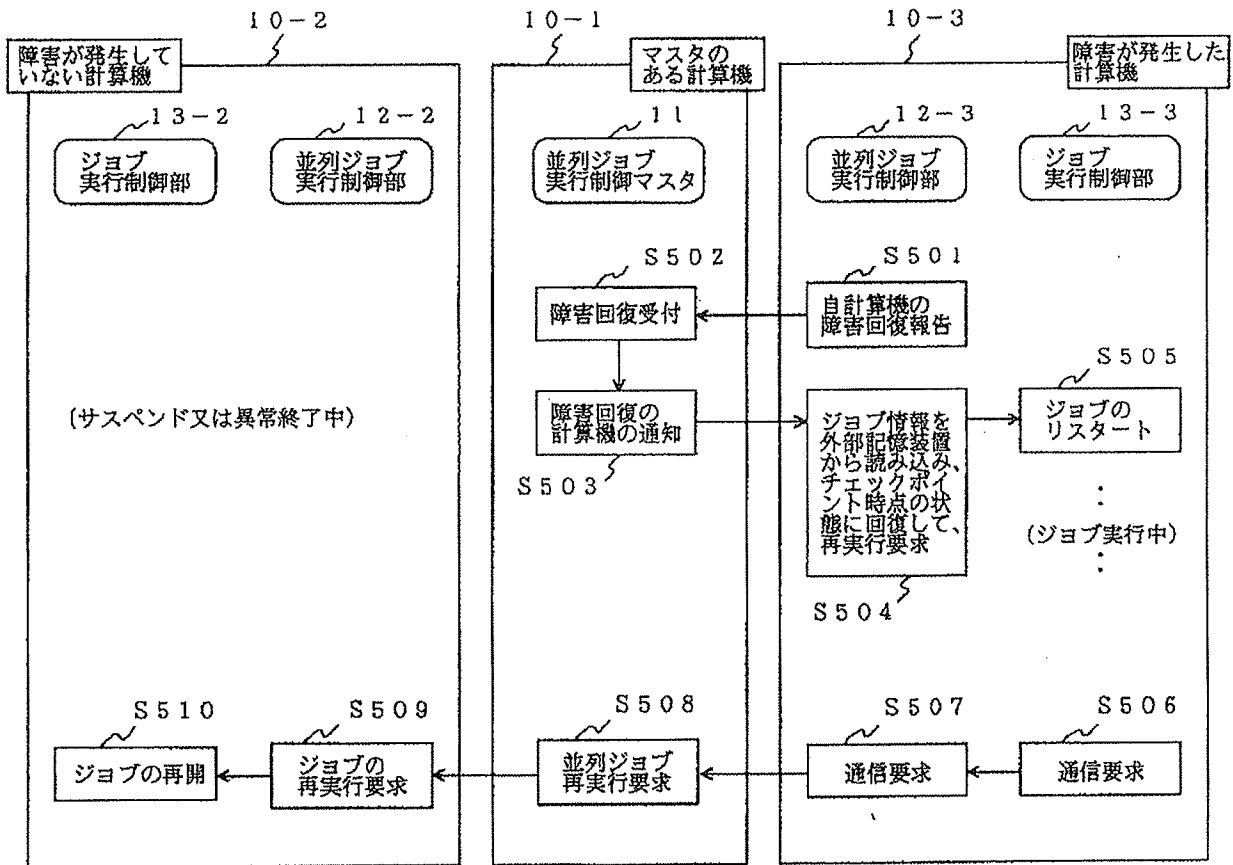 10-2
10-1
10-3
障害が発生して
いない計算機
マスタの
ある計算機
障害が発生した
計算機
13-2
12-2
11
12-3
13-3
ジョブ
実行制御部
並列ジョブ
実行制御部
並列ジョブ
実行制御マスタ
並列ジョブ
実行制御部
ジョブ
実行制御部
S502
S501
障害回復受付
自計算機の
障害回復報告
S505
(サスペンド又は異常終了中)
障害回復の
計算機の通知
S503
ジョブ情報を
外部記憶装置
から読み込み、
チェックポイ
ント時点の状
態に回復して、
再実行要求
S504
ジョブの
リスタート
(ジョブ実行中)
S510
S509
S508
S507
S506
ジョブの再開
ジョブの
再実行要求
並列ジョブ
再実行要求
通信要求
通信要求